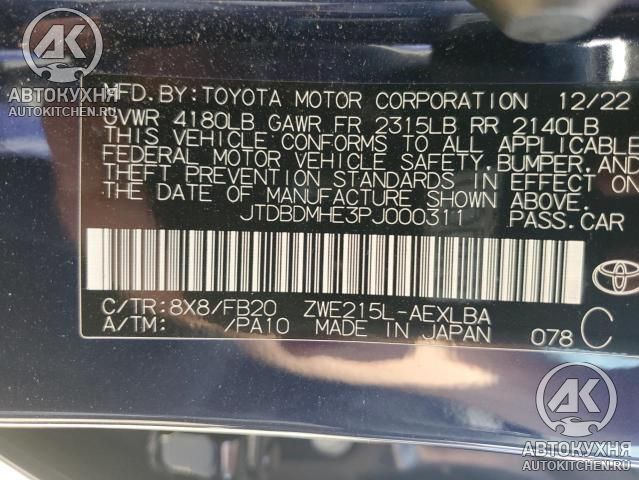 AK
АВТОКУХНЯ
AUTOKITCHEN.RU
MFD.BY:TOYOTA MOTOR CORPORATION 12/22
GVWR 4180LB GAWR FR 2315LB RR 2140LB
THIS VEHICLE CONFORMS TO ALL APPLICABLE
MOTOR VEHICLE SAFETY, BUMPER, AND
THEFT PREVENTION STANDARDS IN EFFECT
THE DATE OF MANUFACTURE SHOWN ABOVE.
JTDBDMHE3PJ000311 PASS.CAR
C/TR:8X8/FB20 ZWE215L-AEXLBA
A/TM: /PA10 MADE IN JAPAN 078 C
AK
АВТОКУХНЯ
AUTOKITCHEN.RU